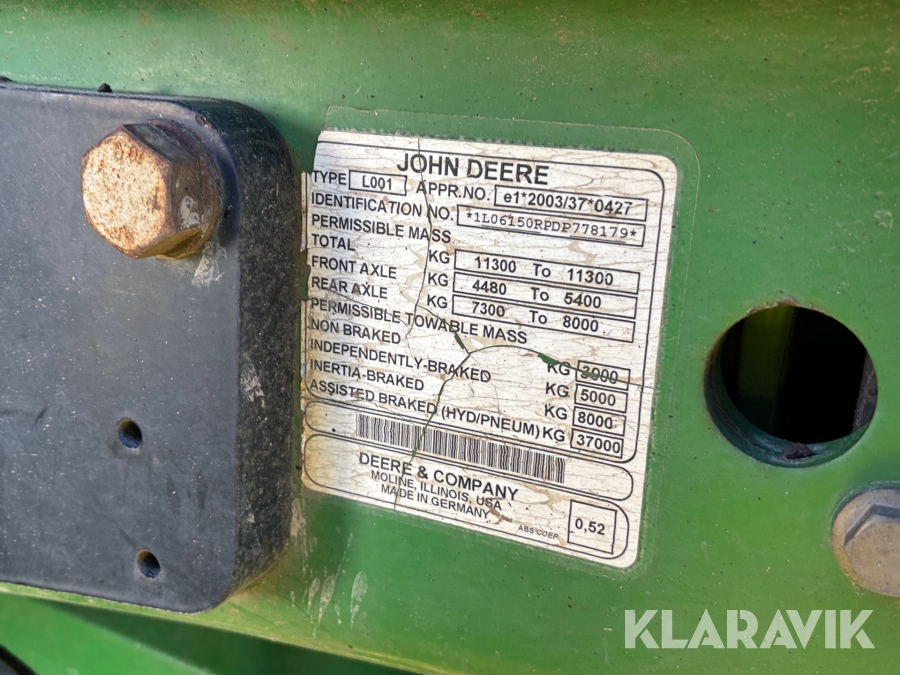 JOHN DEERE
TYPE L001 APPR.NO. e1*2003/37*0427
IDENTIFICATION NO. *1L06150RPDP778179*
PERMISSIBLE MASS
TOTAL KG 11300 To 11300
FRONT AXLE KG 4480 To 5400
REAR AXLE KG 7300 To 8000
PERMISSIBLE TOWABLE MASS
NON BRAKED KG 3000
INDEPENDENTLY-BRAKED KG 5000
INERTIA-BRAKED KG 8000
ASSISTED BRAKED (HYD/PNEUM) KG 37000
DEERE & COMPANY
MOLINE, ILLINOIS, USA
MADE IN GERMANY
ABS COEF. 0,52
KLARAVIK